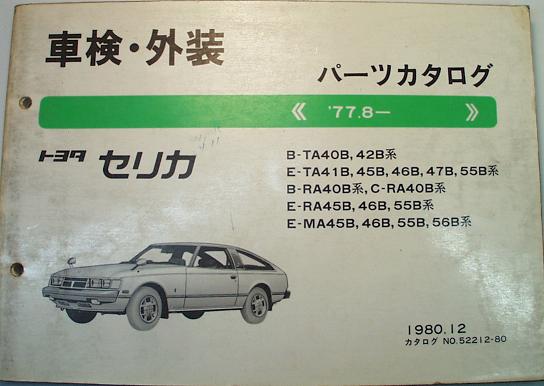 車検・外装
パーツカタログ
《 '77.8— 》
トヨタ セリカ
B-TA40B, 42B系
E-TA41B, 45B, 46B, 47B, 55B系
B-RA40B系, C-RA40B系
E-RA45B, 46B, 55B系
E-MA45B, 46B, 55B, 56B系
1980.12
カタログ NO.52212-80